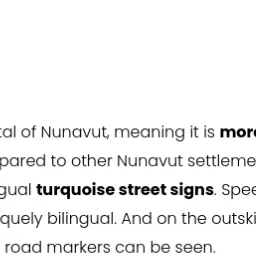 tal of Nunavut, meaning it is more
pared to other Nunavut settleme
gual turquoise street signs. Spee
quely bilingual. And on the outski
road markers can be seen.